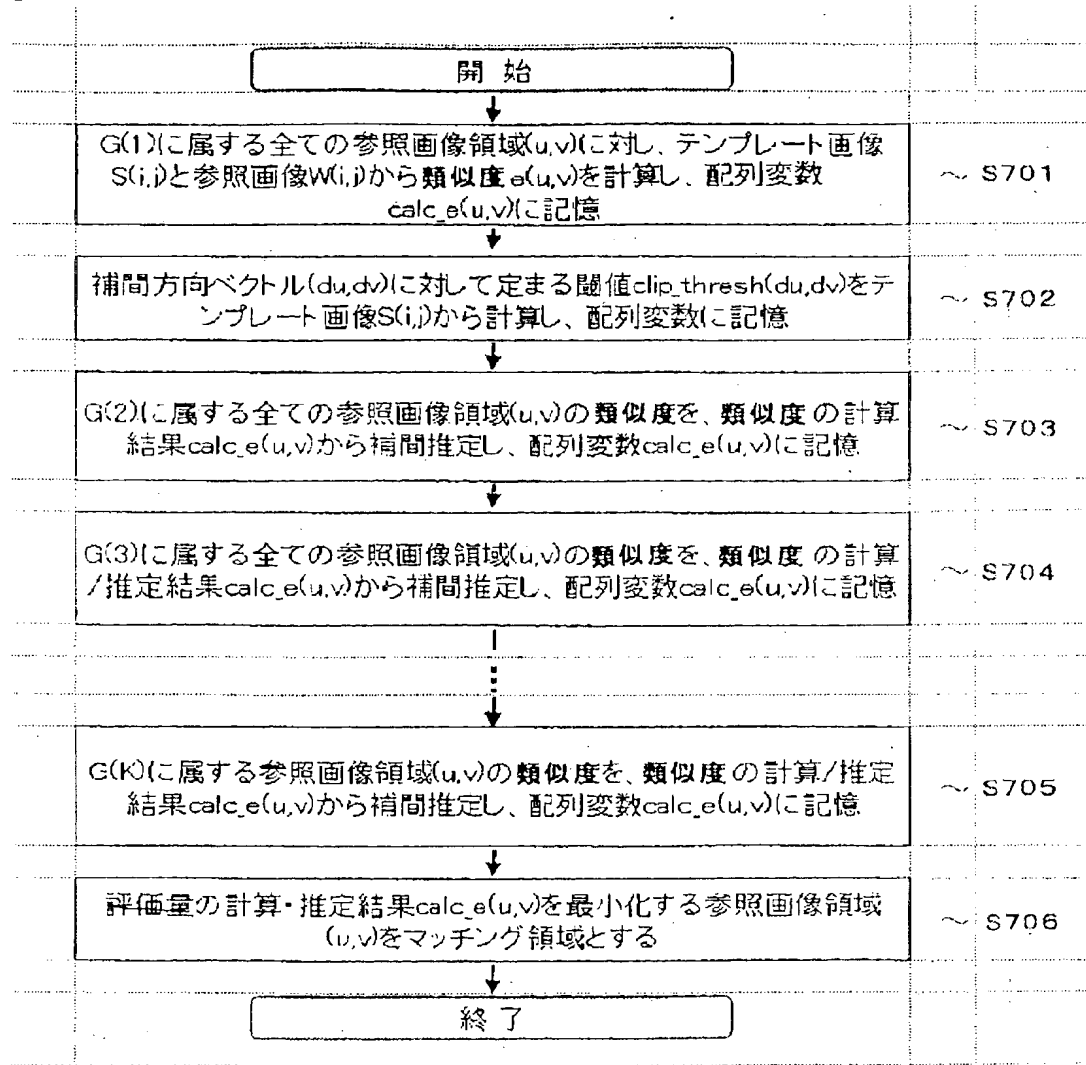 開 始
G(1)に属する全ての参照画像領域(u,v)に対し、テンプレート画像
S(i,j)と参照画像W(i,j)から類似度e(u,v)を計算し、配列変数
calc_e(u,v)に記憶
～ S701
補間方向ベクトル(du,dv)に対して定まる閾値clip_thresh(du,dv)をテ
ンプレート画像S(i,j)から計算し、配列変数に記憶
～ S702
G(2)に属する全ての参照画像領域(u,v)の類似度を、類似度の計算
結果calc_e(u,v)から補間推定し、配列変数calc_e(u,v)に記憶
～ S703
G(3)に属する全ての参照画像領域(u,v)の類似度を、類似度の計算
/推定結果calc_e(u,v)から補間推定し、配列変数calc_e(u,v)に記憶
～ S704
G(K)に属する参照画像領域(u,v)の類似度を、類似度の計算/推定
結果calc_e(u,v)から補間推定し、配列変数calc_e(u,v)に記憶
～ S705
評価量の計算・推定結果calc_e(u,v)を最小化する参照画像領域
(u,v)をマッチング領域とする
～ S706
終了